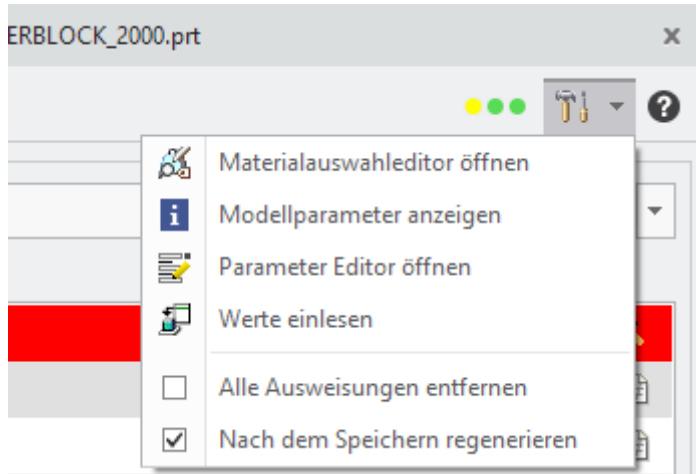 ERBLOCK_2000.prt
Materialauswahleditor öffnen
Modellparameter anzeigen
Parameter Editor öffnen
Werte einlesen
Alle Ausweisungen entfernen
Nach dem Speichern regenerieren